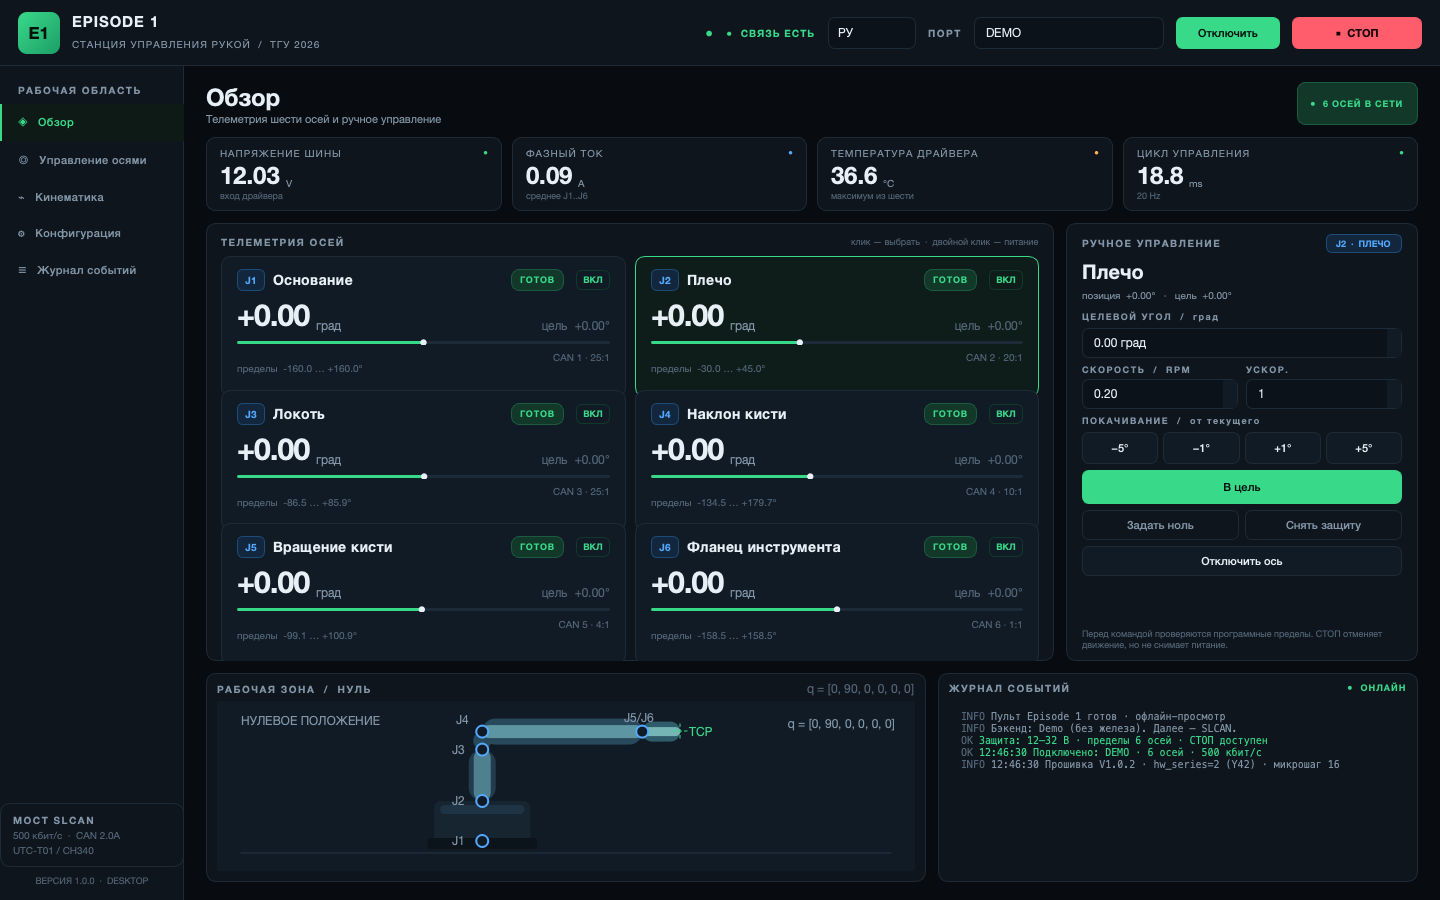 E1
EPISODE 1
СТАНЦИЯ УПРАВЛЕНИЯ РУКОЙ / ТГУ 2026
● • СВЯЗЬ ЕСТЬ
РУ
ПОРТ
DEMO
Отключить
▪ СТОП
РАБОЧАЯ ОБЛАСТЬ
◈ Обзор
◎ Управление осями
⌁ Кинематика
⚙ Конфигурация
≡ Журнал событий
МОСТ SLCAN
500 кбит/с · CAN 2.0A
UTC-T01 / CH340
ВЕРСИЯ 1.0.0 · DESKTOP
Обзор
Телеметрия шести осей и ручное управление
• 6 ОСЕЙ В СЕТИ
НАПРЯЖЕНИЕ ШИНЫ
12.03 V
вход драйвера
ФАЗНЫЙ ТОК
0.09 A
среднее J1..J6
ТЕМПЕРАТУРА ДРАЙВЕРА
36.6 °C
максимум из шести
ЦИКЛ УПРАВЛЕНИЯ
18.8 ms
20 Hz
ТЕЛЕМЕТРИЯ ОСЕЙ
клик — выбрать · двойной клик — питание
J1 Основание ГОТОВ ВКЛ
+0.00 град цель +0.00°
CAN 1 · 25:1
пределы -160.0 … +160.0°
J2 Плечо ГОТОВ ВКЛ
+0.00 град цель +0.00°
CAN 2 · 20:1
пределы -30.0 … +45.0°
J3 Локоть ГОТОВ ВКЛ
+0.00 град цель +0.00°
CAN 3 · 25:1
пределы -86.5 … +85.9°
J4 Наклон кисти ГОТОВ ВКЛ
+0.00 град цель +0.00°
CAN 4 · 10:1
пределы -134.5 … +179.7°
J5 Вращение кисти ГОТОВ ВКЛ
+0.00 град цель +0.00°
CAN 5 · 4:1
пределы -99.1 … +100.9°
J6 Фланец инструмента ГОТОВ ВКЛ
+0.00 град цель +0.00°
CAN 6 · 1:1
пределы -158.5 … +158.5°
РУЧНОЕ УПРАВЛЕНИЕ
J2 · ПЛЕЧО
Плечо
позиция +0.00° · цель +0.00°
ЦЕЛЕВОЙ УГОЛ / град
0.00 град
СКОРОСТЬ / RPM
УСКОР.
0.20
1
ПОКАЧИВАНИЕ / от текущего
−5°
−1°
+1°
+5°
В цель
Задать ноль
Снять защиту
Отключить ось
Перед командой проверяются программные пределы. СТОП отменяет
движение, но не снимает питание.
РАБОЧАЯ ЗОНА / НУЛЬ
q = [0, 90, 0, 0, 0, 0]
НУЛЕВОЕ ПОЛОЖЕНИЕ
q = [0, 90, 0, 0, 0, 0]
J4
J5/J6
TCP
J3
J2
J1
ЖУРНАЛ СОБЫТИЙ
• ОНЛАЙН
INFO Пульт Episode 1 готов · офлайн-просмотр
INFO Бэкенд: Demo (без железа). Далее — SLCAN.
OK Защита: 12–32 В · пределы 6 осей · СТОП доступен
OK 12:46:30 Подключено: DEMO · 6 осей · 500 кбит/с
INFO 12:46:30 Прошивка V1.0.2 · hw_series=2 (Y42) · микрошаг 16